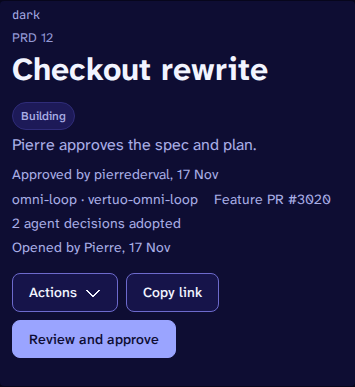 dark
PRD 12
Checkout rewrite
Building
Pierre approves the spec and plan.
Approved by pierrederval, 17 Nov
omni-loop · vertuo-omni-loop Feature PR #3020
2 agent decisions adopted
Opened by Pierre, 17 Nov
Actions Copy link
Review and approve